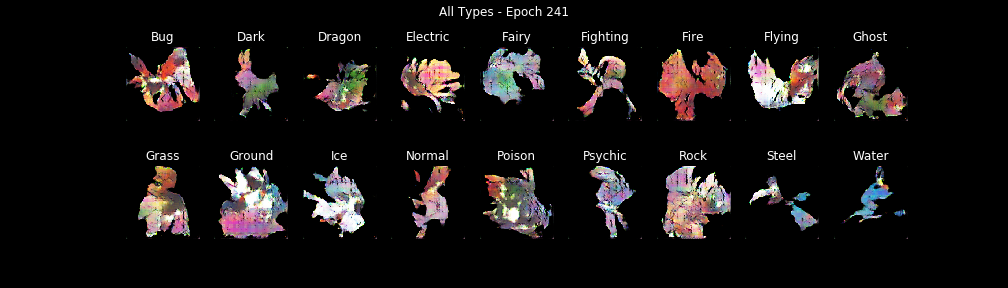 All Types - Epoch 241
Bug Dark Dragon Electric Fairy Fighting Fire Flying Ghost
Grass Ground Ice Normal Poison Psychic Rock Steel Water